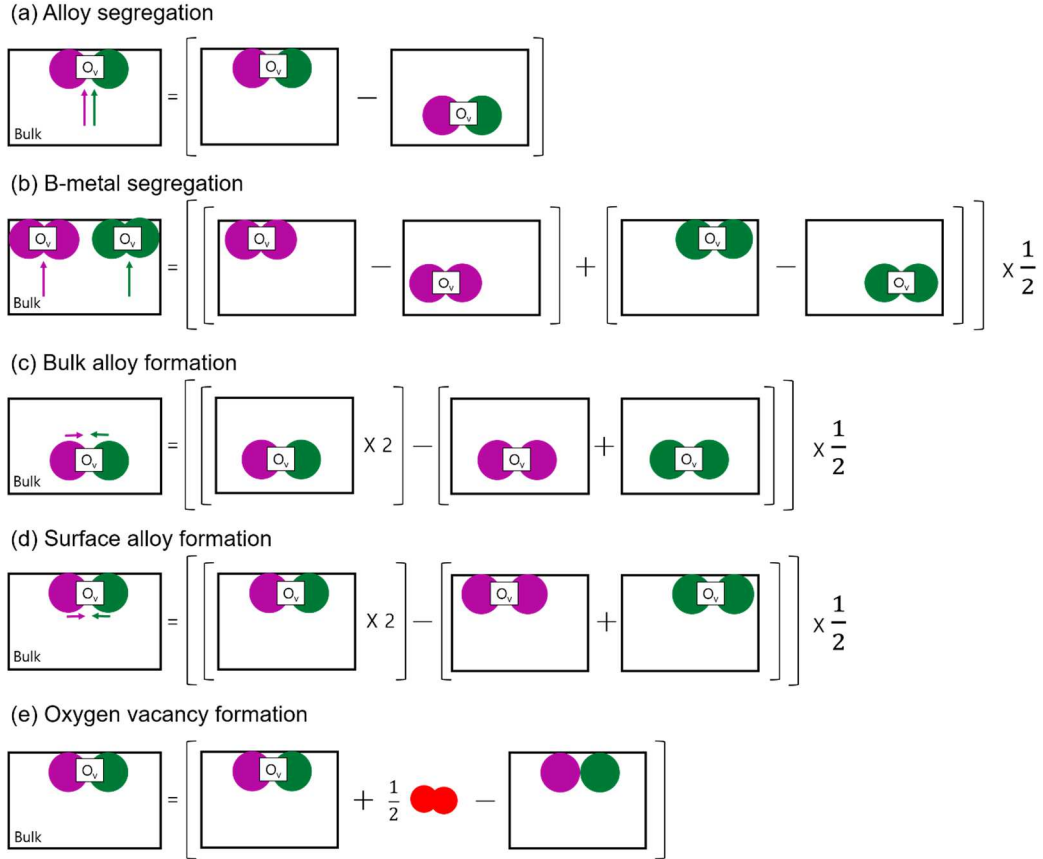 (a) Alloy segregation
Oᵥ Bulk = [ Oᵥ − Oᵥ ]
(b) B-metal segregation
Oᵥ Oᵥ Bulk = [ [ Oᵥ − Oᵥ ] + [ Oᵥ − Oᵥ ] ] × 1/2
(c) Bulk alloy formation
Oᵥ Bulk = [ [ Oᵥ X 2 ] − [ Oᵥ + Oᵥ ] ] × 1/2
(d) Surface alloy formation
Oᵥ Bulk = [ [ Oᵥ X 2 ] − [ Oᵥ + Oᵥ ] ] × 1/2
(e) Oxygen vacancy formation
Oᵥ Bulk = [ Oᵥ + 1/2 − ]